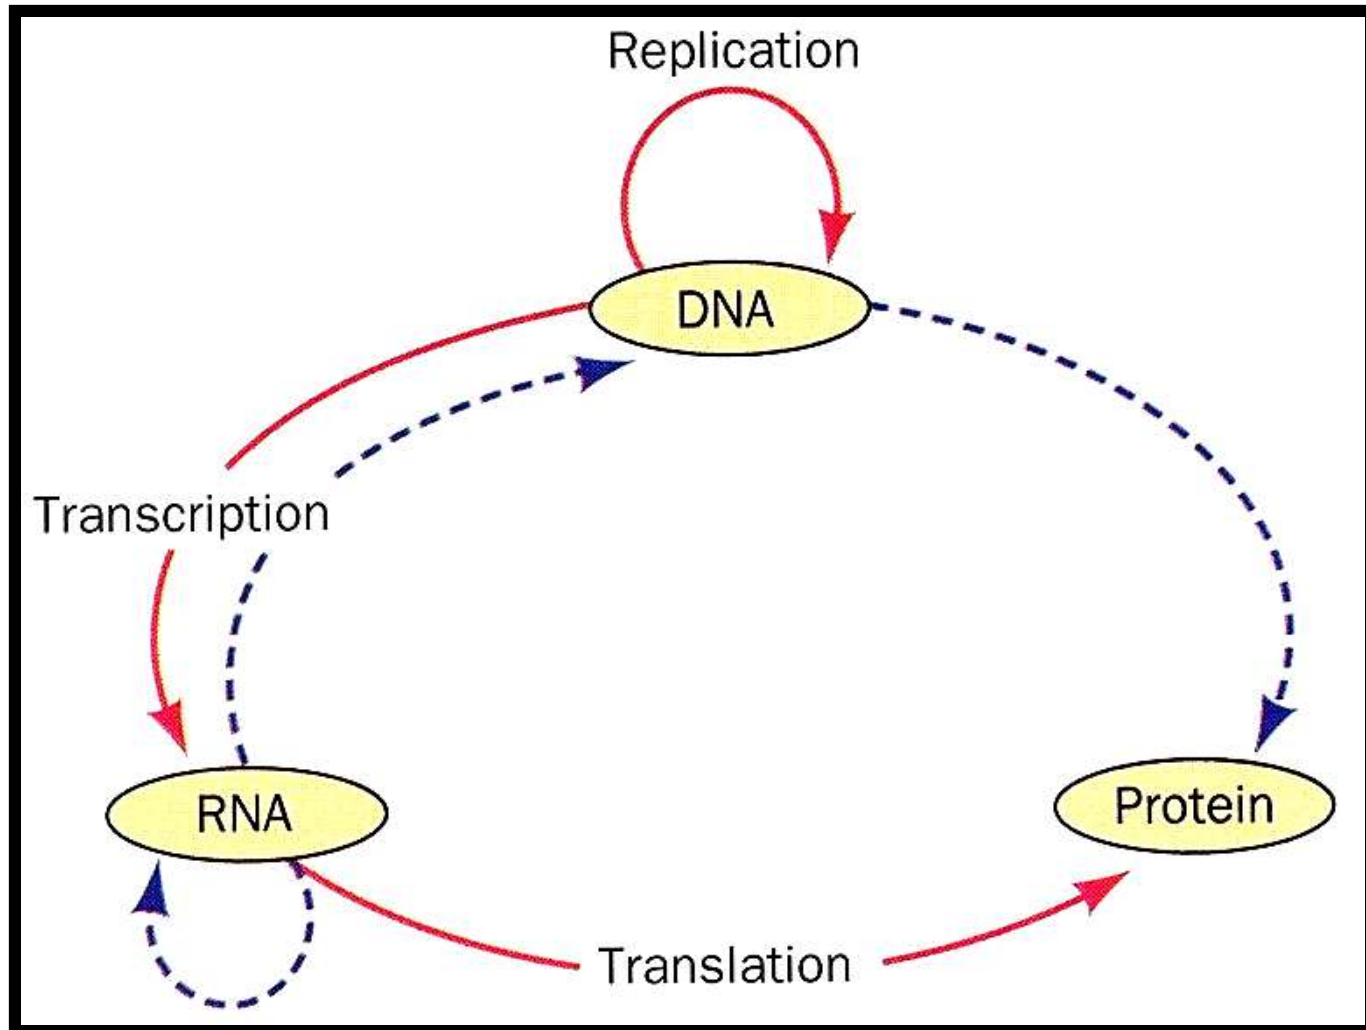 Replication
DNA
Transcription
RNA
Protein
Translation